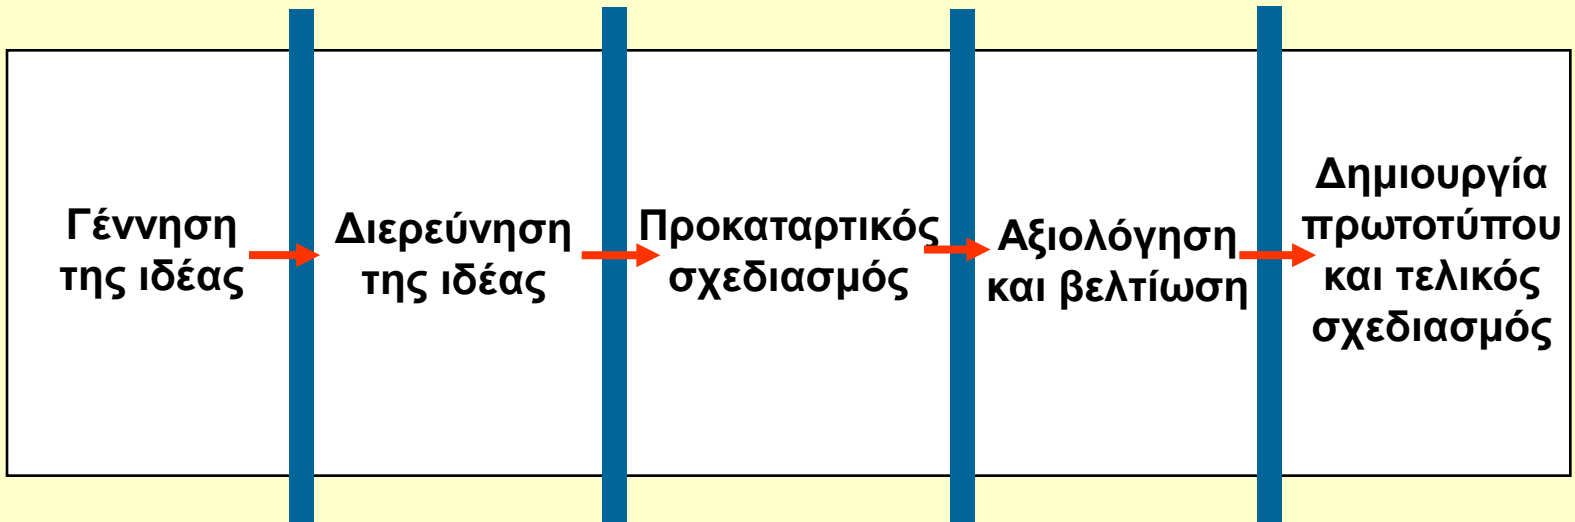 Γέννηση
της ιδέας
Διερεύνηση
της ιδέας
Προκαταρτικός
σχεδιασμός
Αξιολόγηση
και βελτίωση
Δημιουργία
πρωτοτύπου
και τελικός
σχεδιασμός